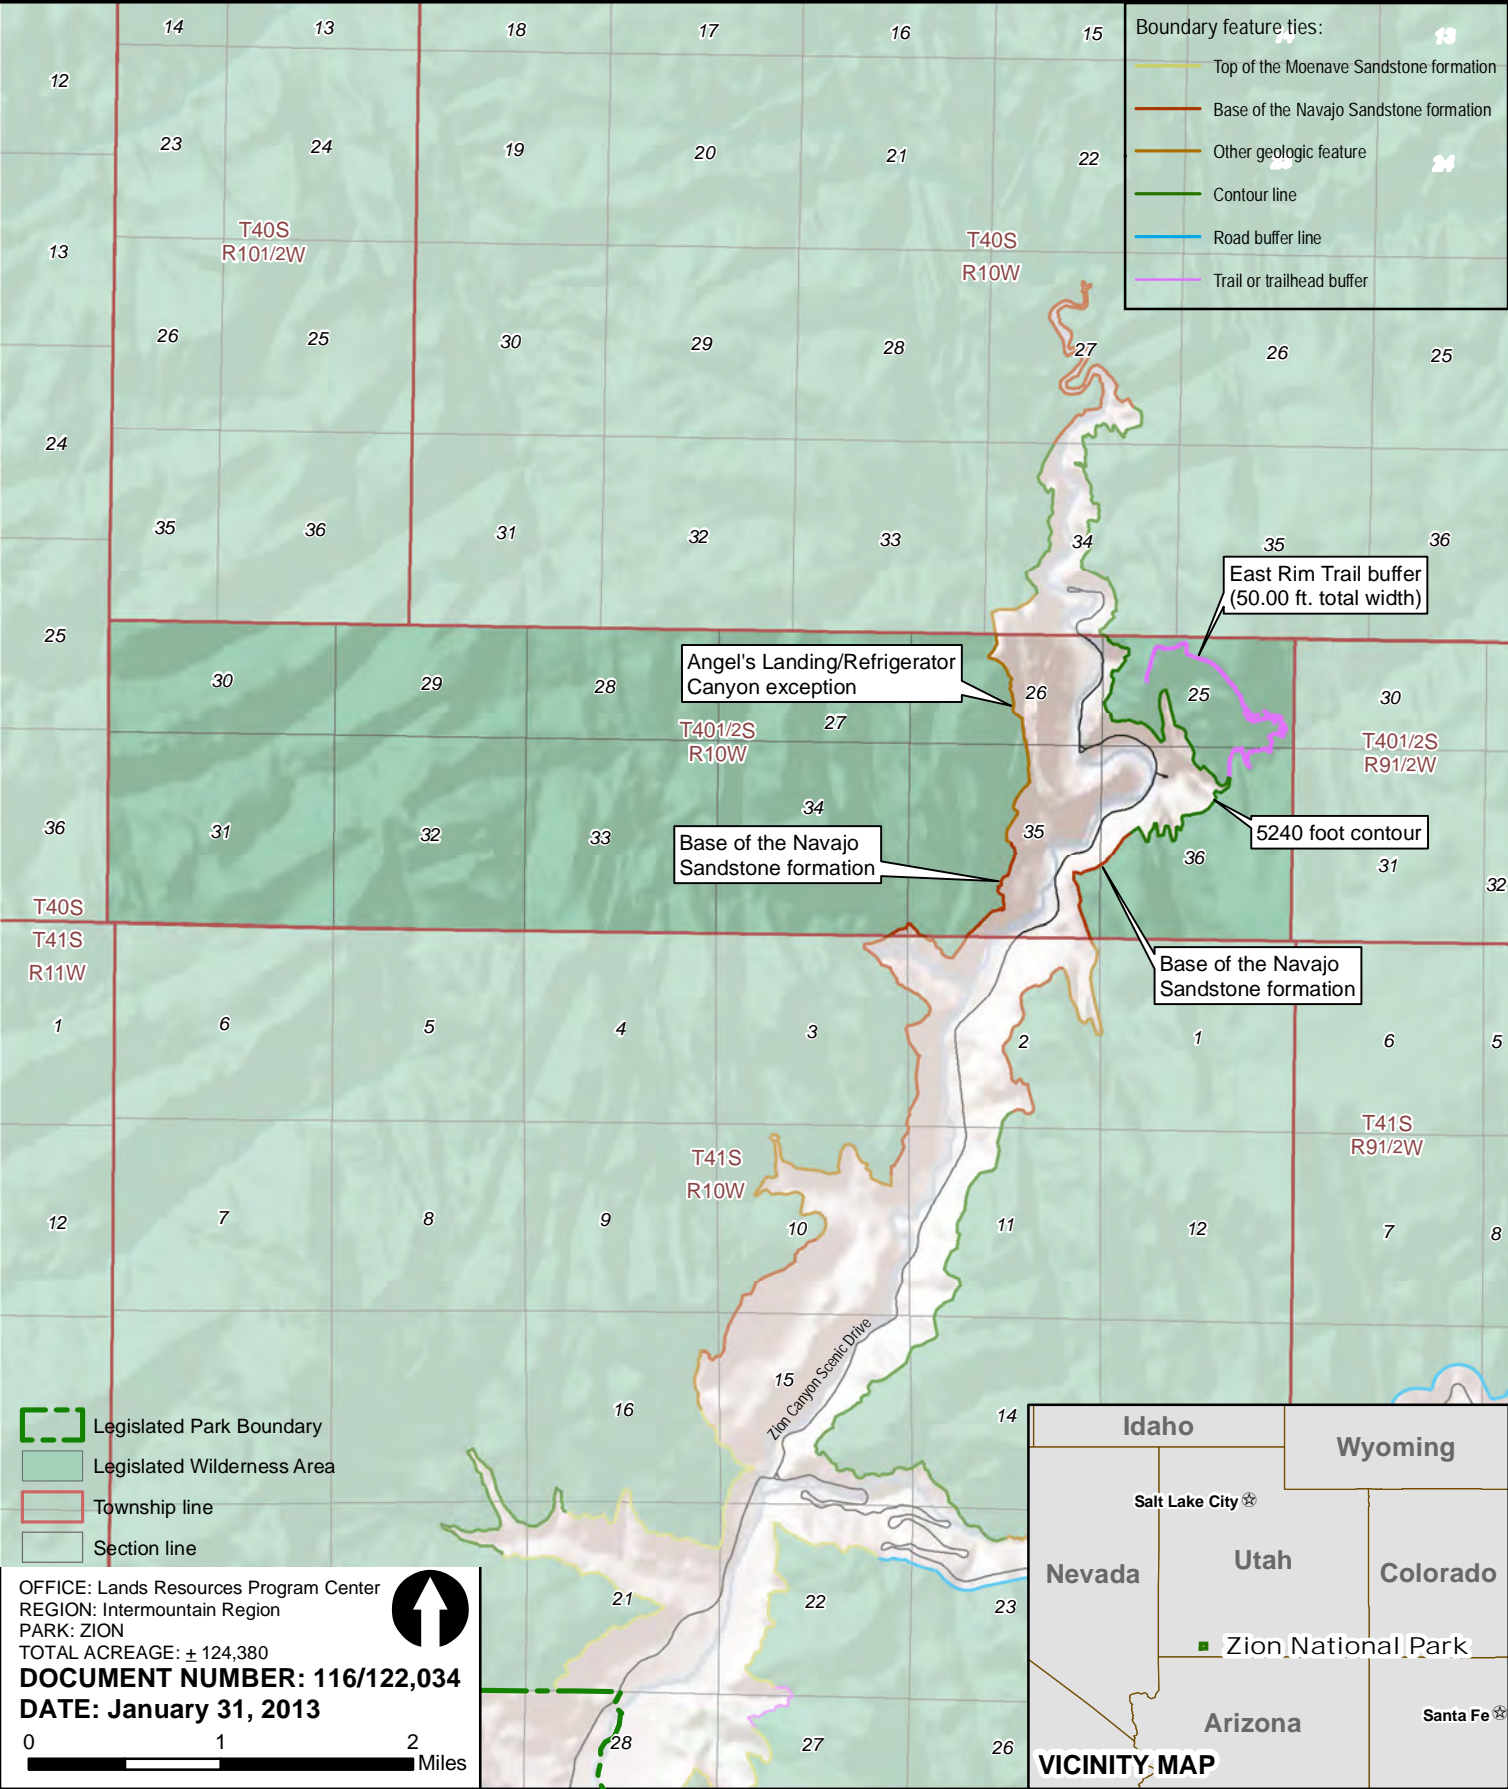 14
13
18
17
16
15
Boundary feature ties:
14
13
Top of the Moenave Sandstone formation
12
Base of the Navajo Sandstone formation
23
24
19
20
21
22
Other geologic feature
24
Contour line
T40S
R101/2W
T40S
R10W
13
Road buffer line
Trail or trailhead buffer
26
25
30
29
28
27
26
25
24
35
36
31
32
33
34
35
36
East Rim Trail buffer
(50.00 ft. total width)
25
30
29
28
Angel's Landing/Refrigerator
Canyon exception
26
25
30
T401/2S
R10W
27
T401/2S
R91/2W
36
31
32
33
34
35
5240 foot contour
36
31
32
Base of the Navajo
Sandstone formation
T40S
T41S
R11W
Base of the Navajo
Sandstone formation
1
6
5
4
3
2
1
6
5
T41S
R10W
T41S
R91/2W
12
7
8
9
10
11
12
7
8
Zion Canyon Scenic Drive
16
15
14
Legislated Park Boundary
Legislated Wilderness Area
Township line
Section line
21
22
23
28
27
26
OFFICE: Lands Resources Program Center
REGION: Intermountain Region
PARK: ZION
TOTAL ACREAGE: ± 124,380
DOCUMENT NUMBER: 116/122,034
DATE: January 31, 2013
0 1 2
Miles
Idaho
Wyoming
Salt Lake City
Nevada
Utah
Colorado
Zion National Park
Arizona
Santa Fe
VICINITY MAP